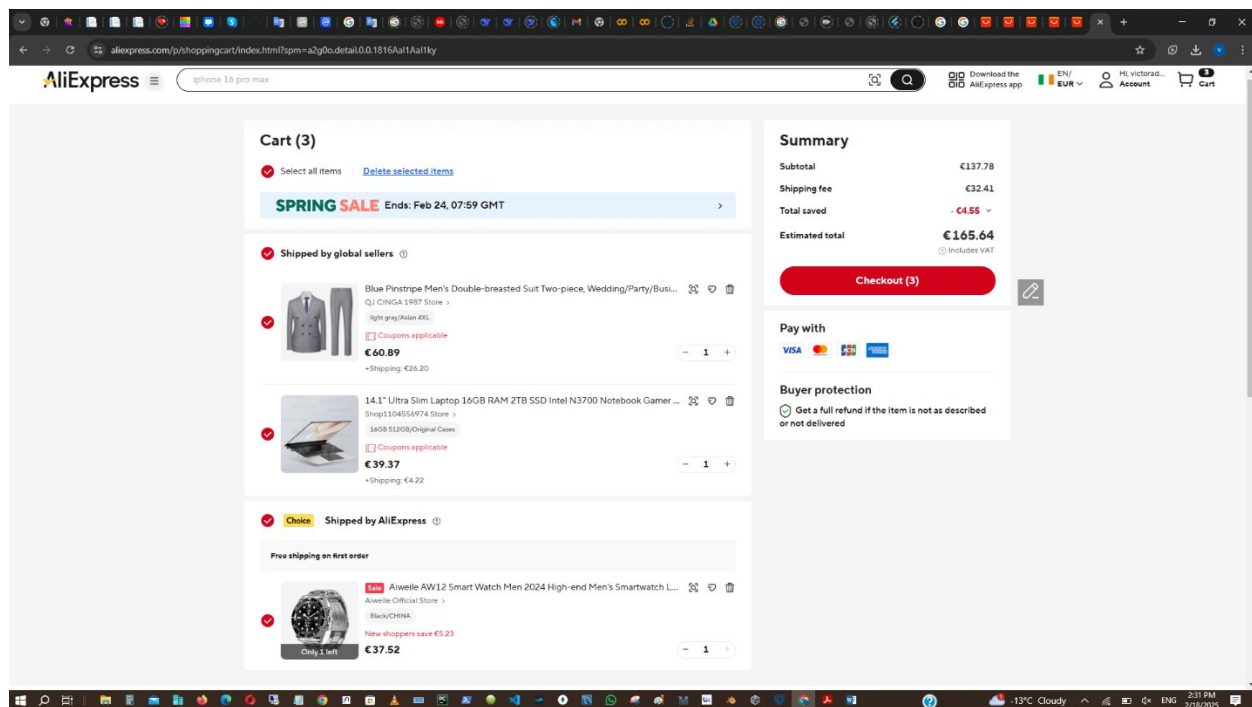 aliexpress.com/p/shoppingcart/index.html?spm=a2g0o.detail.0.0.1816Aal1Aal1ky
AliExpress
iphone 16 pro max
Download the
AliExpress app
EN/
EUR
Hi, victorad...
Account
3
Cart
Cart (3)
Select all items
Delete selected items
SPRING SALE Ends: Feb 24, 07:59 GMT
Shipped by global sellers
Blue Pinstripe Men's Double-breasted Suit Two-piece, Wedding/Party/Busi...
QJ CINGA 1987 Store
light gray/Asian 4XL
Coupons applicable
€60.89
- 1 +
+Shipping: €26.20
14.1" Ultra Slim Laptop 16GB RAM 2TB SSD Intel N3700 Notebook Gamer ...
Shop1104556974 Store
16GB 512GB/Original Cases
Coupons applicable
€39.37
- 1 +
+Shipping: €4.22
Choice Shipped by AliExpress
Free shipping on first order
Sale Aiweile AW12 Smart Watch Men 2024 High-end Men's Smartwatch L...
Aiweile Official Store
Black/CHINA
New shoppers save €5.23
Only 1 left
€37.52
- 1 +
Summary
Subtotal €137.78
Shipping fee €32.41
Total saved - €4.55
Estimated total €165.64
Includes VAT
Checkout (3)
Pay with
VISA
JCB
Buyer protection
Get a full refund if the item is not as described
or not delivered
-13°C Cloudy
ENG
2:31 PM
2/18/2025